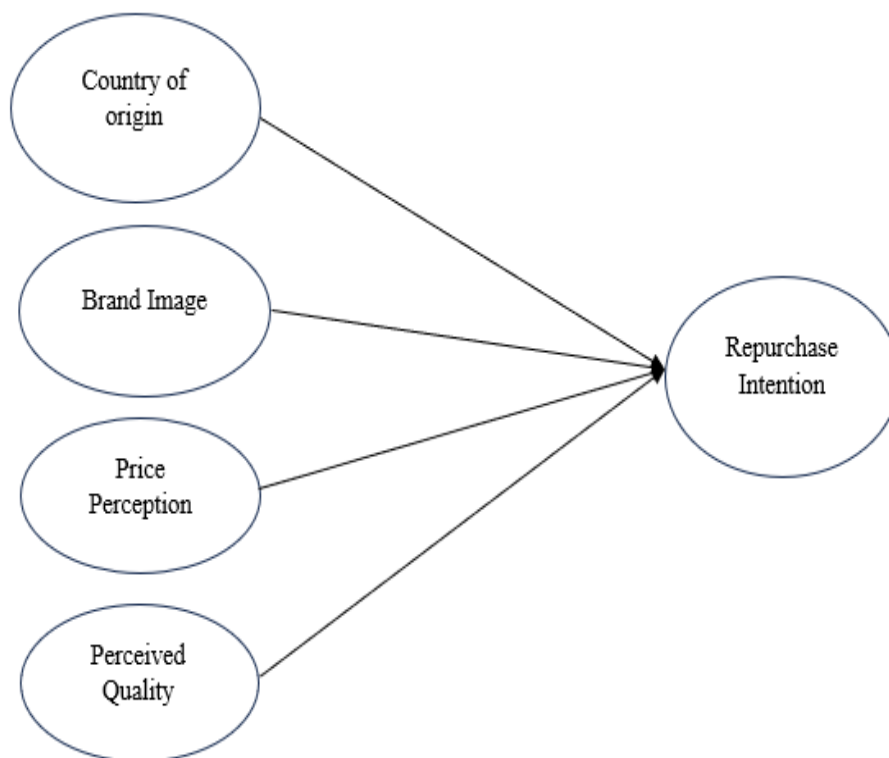 Country of
origin
Brand Image
Price
Perception
Perceived
Quality
Repurchase
Intention